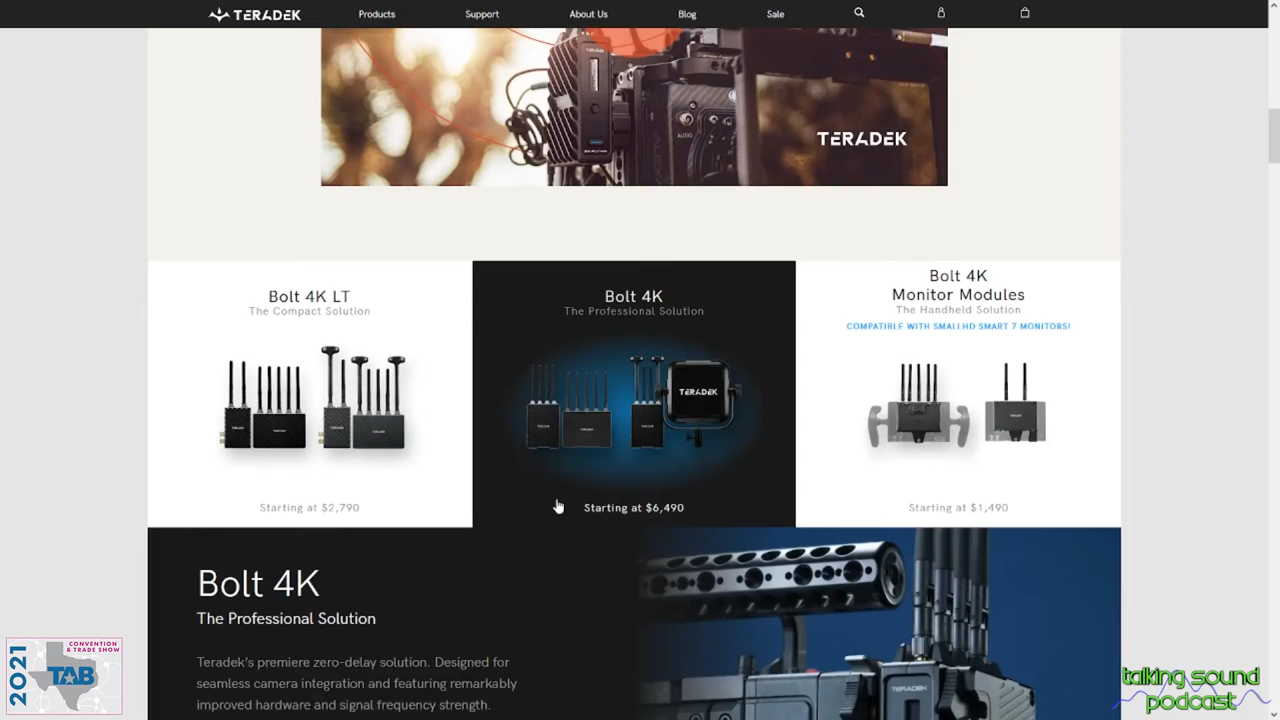 TERADEK
Products
Support
About Us
Blog
Sale
AUDIO
TERADEK
Bolt 4K LT
The Compact Solution
Starting at $2,790
Bolt 4K
The Professional Solution
TERADEK
Starting at $6,490
Bolt 4K
Monitor Modules
The Handheld Solution
COMPATIBLE WITH SMALLHD SMART 7 MONITORS!
Starting at $1,490
Bolt 4K
The Professional Solution
Teradek's premiere zero-delay solution. Designed for
seamless camera integration and featuring remarkably
improved hardware and signal frequency strength.
TERADEK
2021
CONVENTION
& TRADE SHOW
TAB
talking sound
podcast